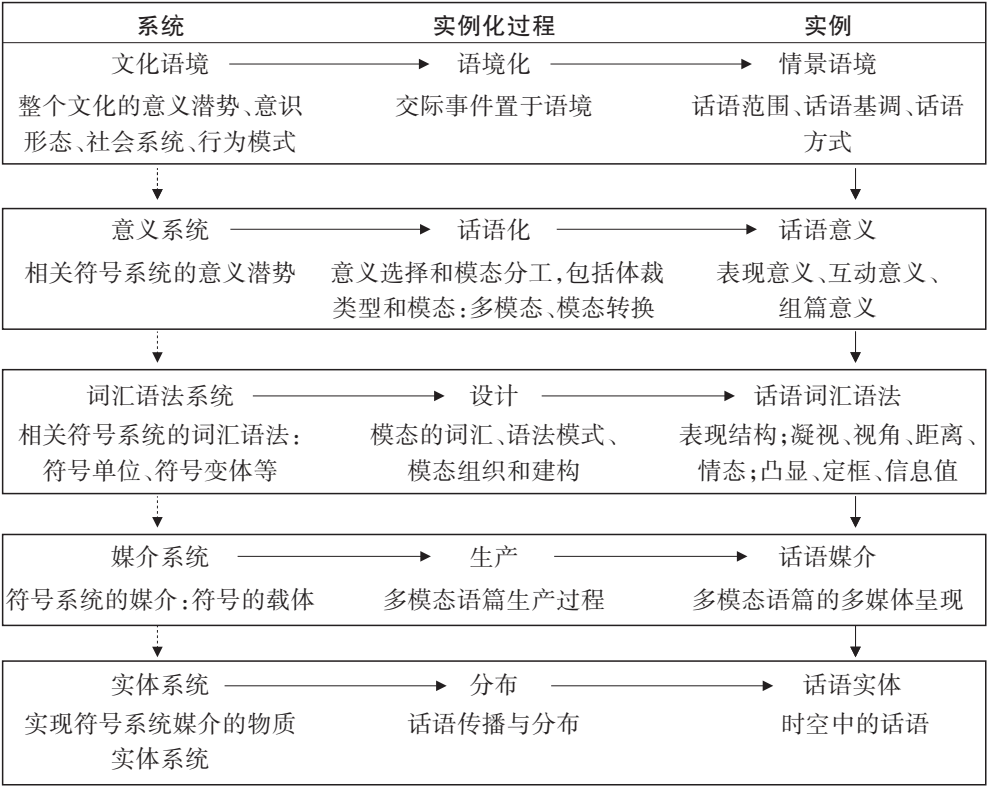 系统 实例化过程 实例
文化语境 语境化 情景语境
整个文化的意义潜势、意识 交际事件置于语境 话语范围、话语基调、话语
形态、社会系统、行为模式 方式
意义系统 话语化 话语意义
相关符号系统的意义潜势 意义选择和模态分工,包括体裁 表现意义、互动意义、
类型和模态:多模态、模态转换 组篇意义
词汇语法系统 设计 话语词汇语法
相关符号系统的词汇语法: 模态的词汇、语法模式、 表现结构;凝视、视角、距离、
符号单位、符号变体等 模态组织和建构 情态;凸显、定框、信息值
媒介系统 生产 话语媒介
符号系统的媒介:符号的载体 多模态语篇生产过程 多模态语篇的多媒体呈现
实体系统 分布 话语实体
实现符号系统媒介的物质 话语传播与分布 时空中的话语
实体系统